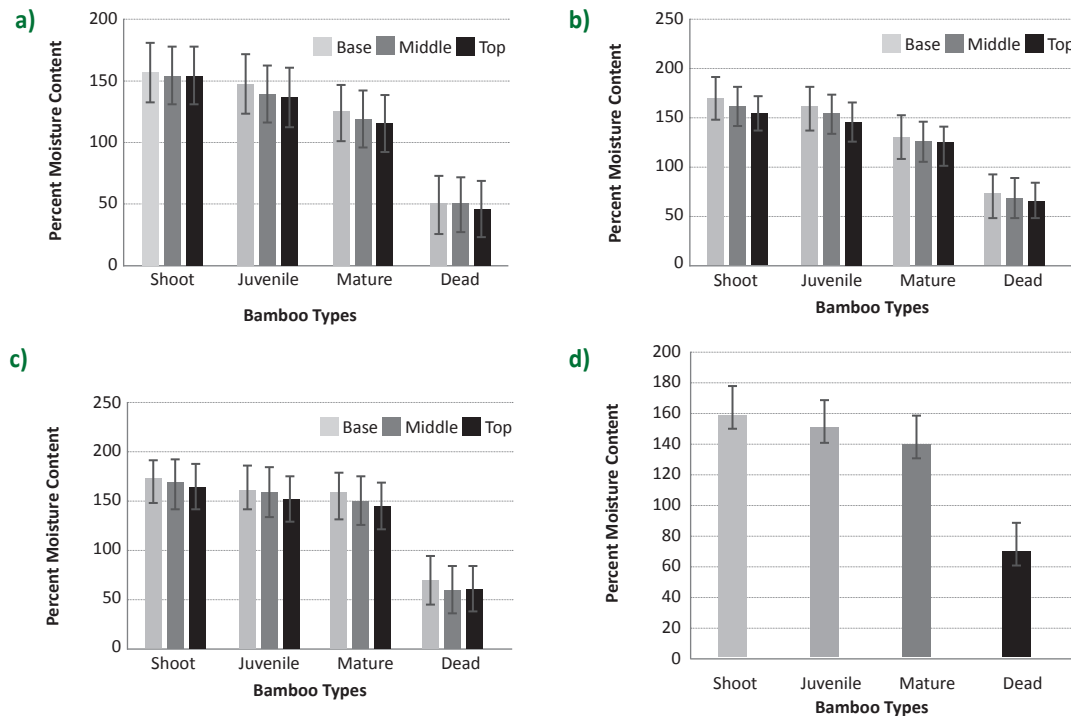 a)
200
150
100
50
0
Percent Moisture Content
Base Middle Top
Shoot Juvenile Mature Dead
Bamboo Types
b)
250
200
150
100
50
0
Percent Moisture Content
Base Middle Top
Shoot Juvenile Mature Dead
Bamboo Types
c)
250
200
150
100
50
0
Percent Moisture Content
Base Middle Top
Shoot Juvenile Mature Dead
Bamboo Types
d)
200
180
160
140
120
100
80
60
40
20
0
Percent Moisture Content
Shoot Juvenile Mature Dead
Bamboo Types